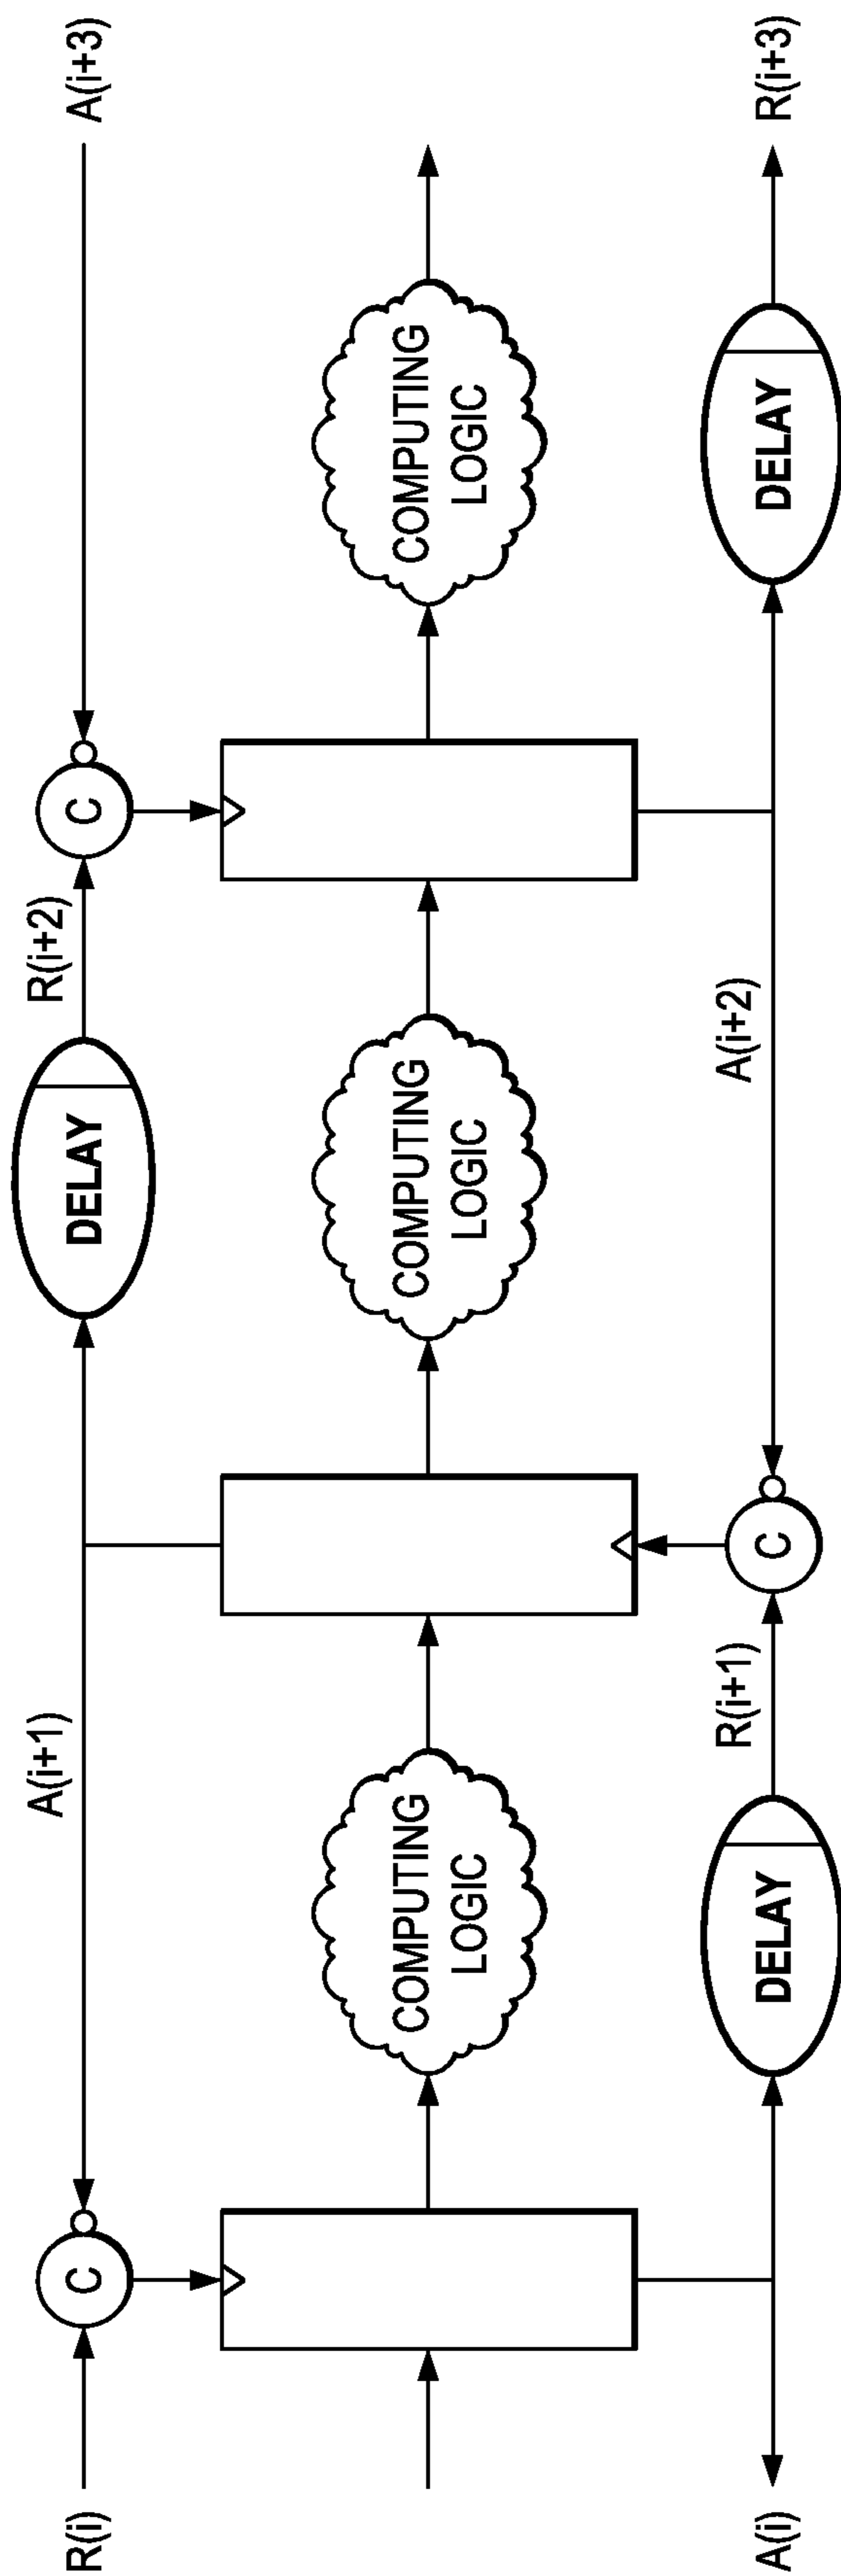 R(i)
C
A(i+1)
DELAY
R(i+2)
C
A(i+3)
COMPUTING
LOGIC
COMPUTING
LOGIC
COMPUTING
LOGIC
A(i)
DELAY
R(i+1)
C
A(i+2)
DELAY
R(i+3)